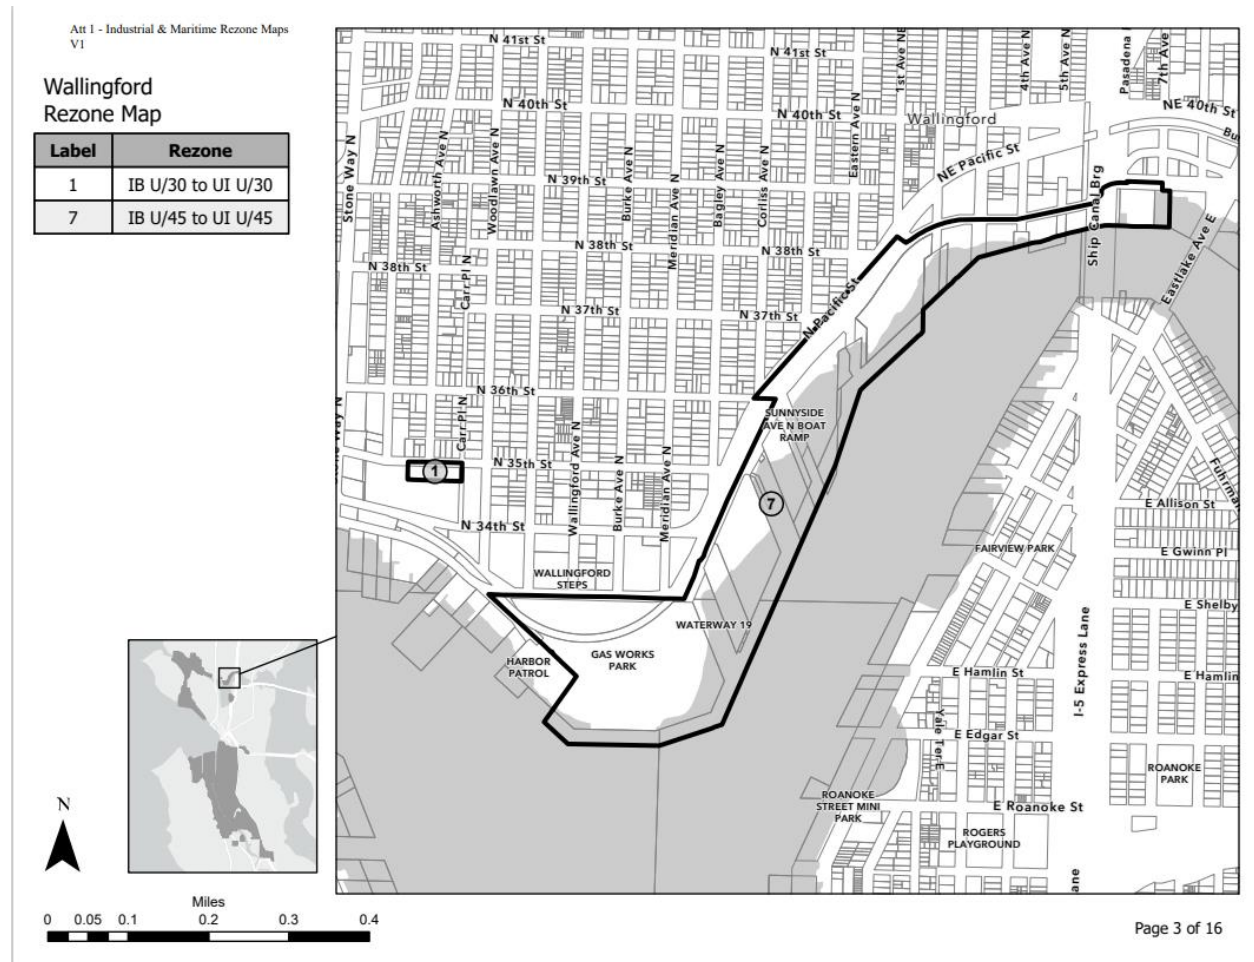 Att 1 - Industrial & Maritime Rezone Maps
V1
Wallingford
Rezone Map
Label Rezone
1 IB U/30 to UI U/30
7 IB U/45 to UI U/45
N 41st St
N 41st St
1st Ave NE
4th Ave N
5th Ave N
Pasadena
7th Ave
N 40th St
N 40th St
Wallingford
NE 40th St
Stone Way N
Ashworth Ave N
Woodlawn Ave N
N 39th St
Burke Ave N
Meridian Ave N
Bagley Ave N
Corliss Ave N
Eastern Ave N
NE Pacific St
Ship Canal Brg
Eastlake Ave E
N 38th St
N 38th St
N 38th St
Carr Pl N
N 37th St
N 37th St
N Pacific St
N 36th St
Carr Pl N
SUNNYSIDE
AVE N BOAT
RAMP
1
N 35th St
Wallingford Ave N
Burke Ave N
Meridian Ave N
7
N 34th St
E Allison St
FAIRVIEW PARK
E Gwinn Pl
WALLINGFORD
STEPS
E Shelby
WATERWAY 19
I-5 Express Lane
HARBOR
PATROL
GAS WORKS
PARK
E Hamlin St
E Hamlin
Yale Ter E
E Edgar St
ROANOKE
PARK
ROANOKE
STREET MINI
PARK
E Roanoke St
ROGERS
PLAYGROUND
N
Miles
0 0.05 0.1 0.2 0.3 0.4
Page 3 of 16